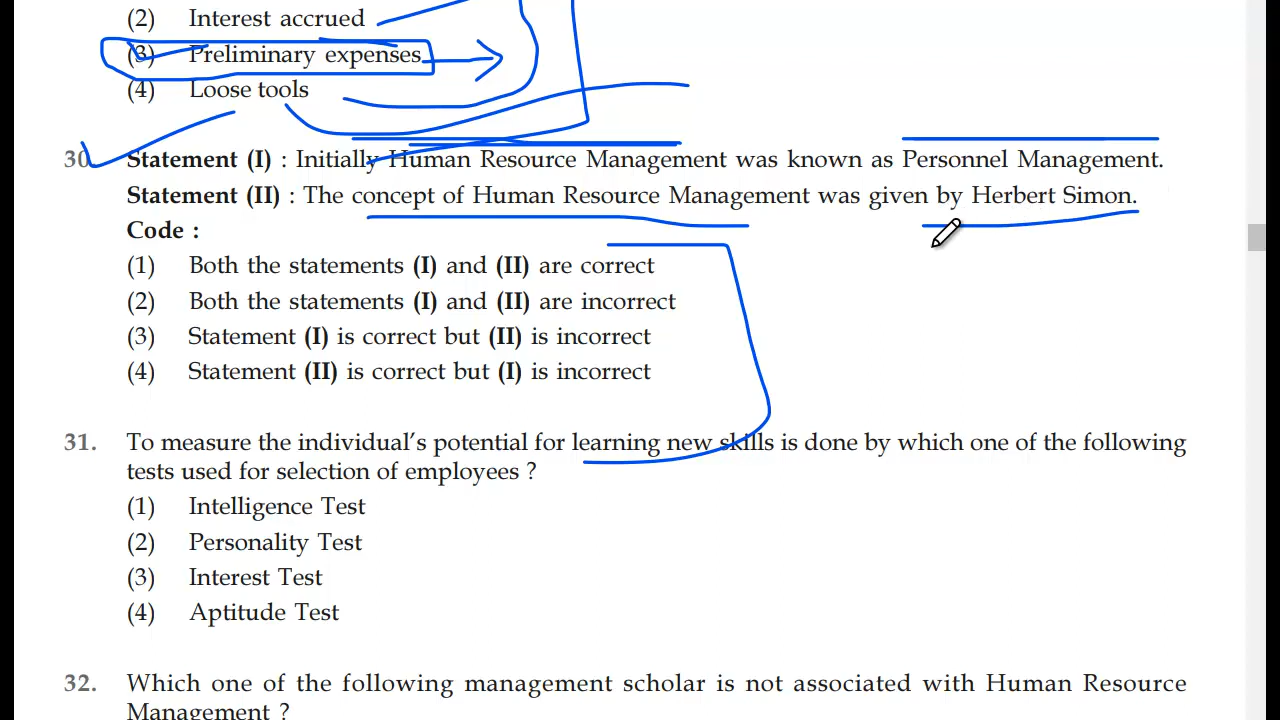 (2) Interest accrued
(3) Preliminary expenses
(4) Loose tools
30. Statement (I) : Initially Human Resource Management was known as Personnel Management.
Statement (II) : The concept of Human Resource Management was given by Herbert Simon.
Code :
(1) Both the statements (I) and (II) are correct
(2) Both the statements (I) and (II) are incorrect
(3) Statement (I) is correct but (II) is incorrect
(4) Statement (II) is correct but (I) is incorrect
31. To measure the individual's potential for learning new skills is done by which one of the following
tests used for selection of employees ?
(1) Intelligence Test
(2) Personality Test
(3) Interest Test
(4) Aptitude Test
32. Which one of the following management scholar is not associated with Human Resource
Management ?